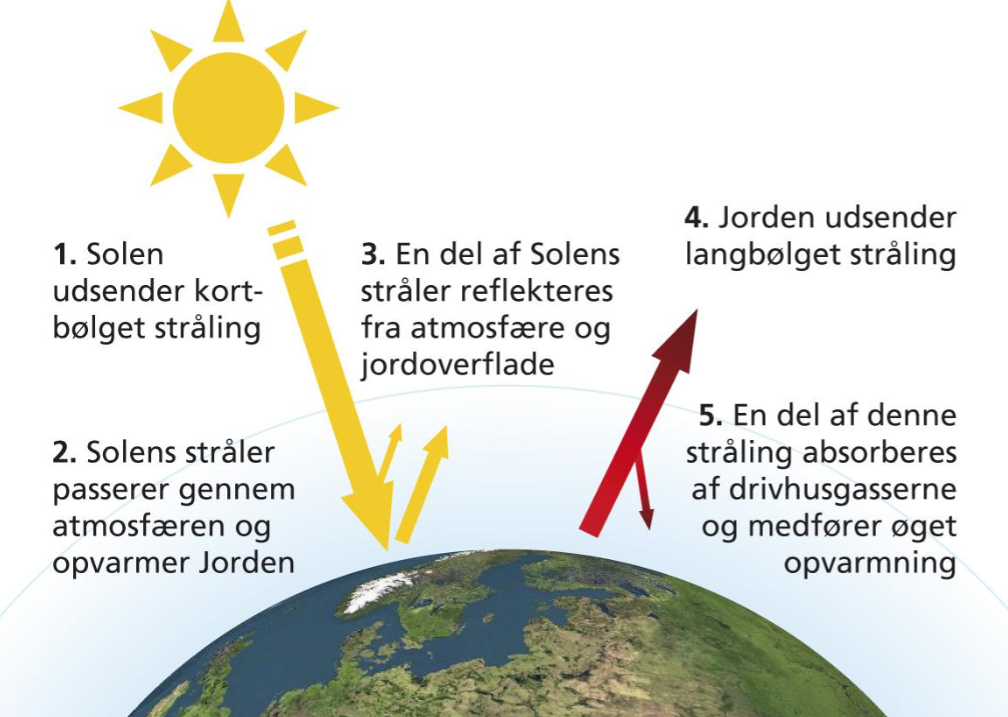 1. Solen
udsender kort-
bølget stråling
2. Solens stråler
passerer gennem
atmosfæren og
opvarmer Jorden
3. En del af Solens
stråler reflekteres
fra atmosfære og
jordoverflade
4. Jorden udsender
langbølget stråling
5. En del af denne
stråling absorberes
af drivhusgasserne
og medfører øget
opvarmning